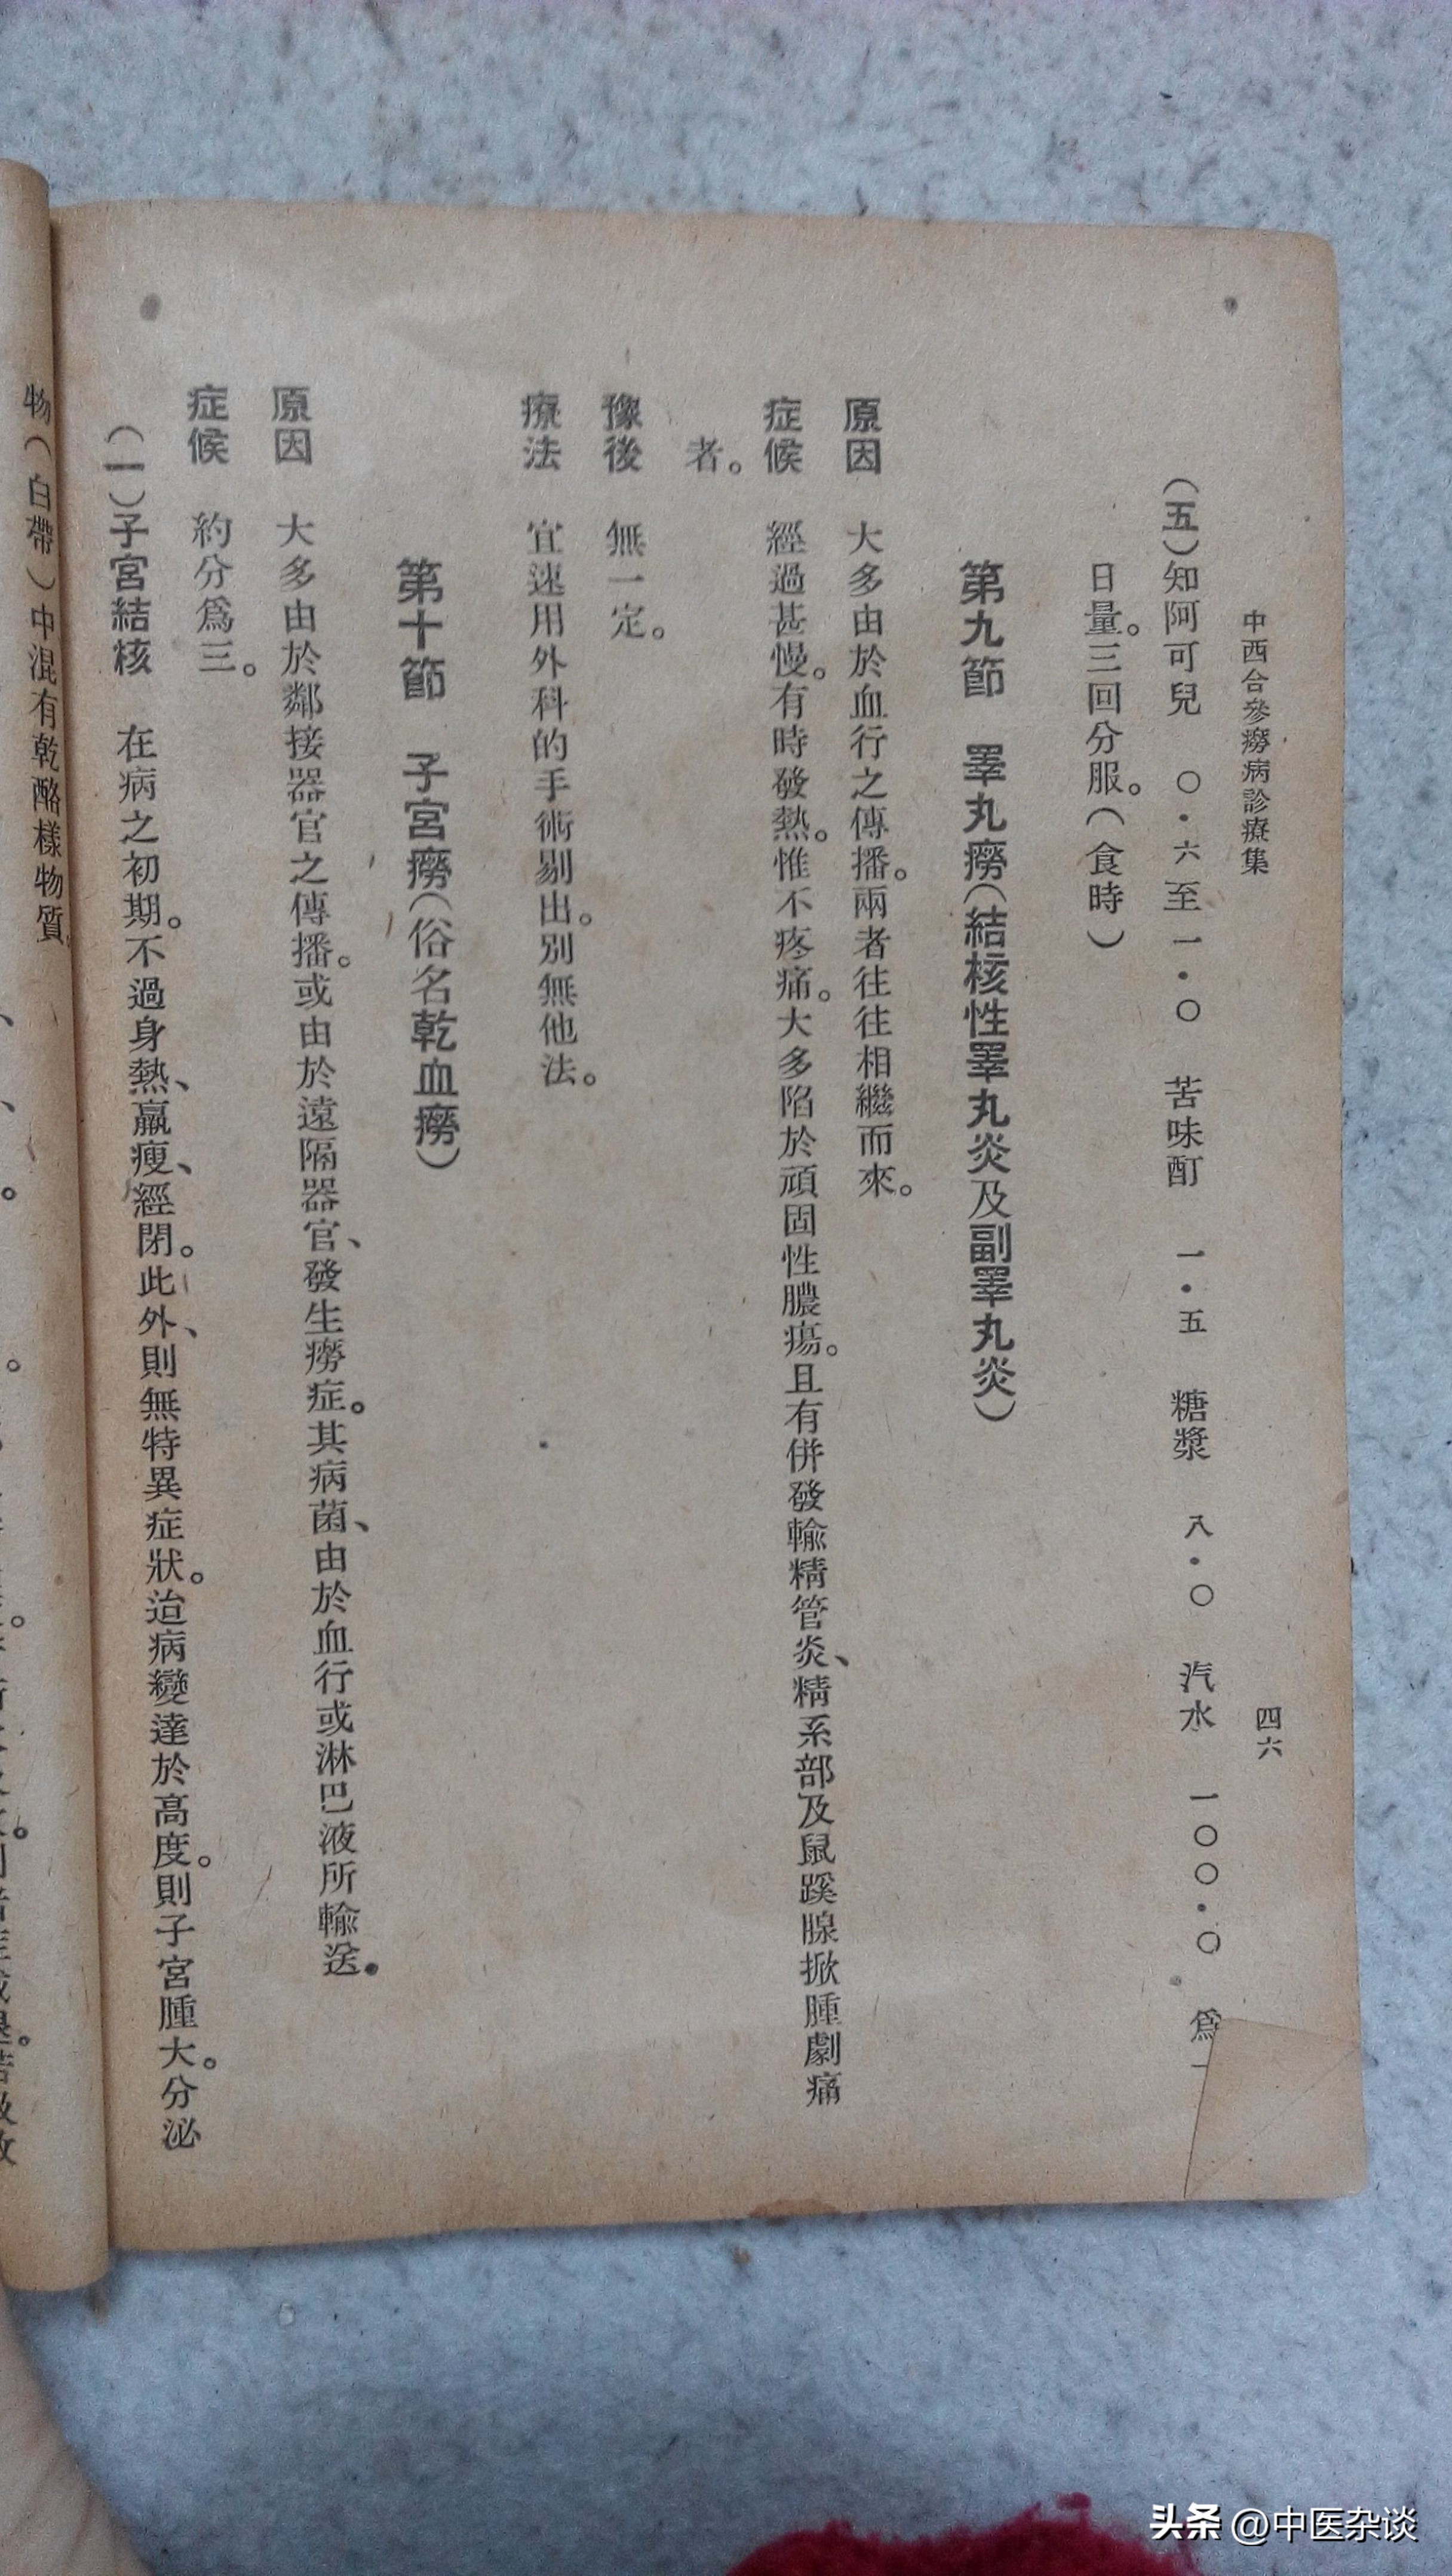 中西合參癆病診療集
四六
(五)知阿可兒 〇・六至一・〇 苦味酊 一・五 糖漿 八・〇 汽水 一〇〇・〇 爲一
日量。三回分服。(食時)
第九節 睪丸癆(結核性睪丸炎及副睪丸炎)
原因 大多由於血行之傳播。兩者往往相繼而來。
症候 經過甚慢。有時發熱。惟不疼痛。大多陷於頑固性膿瘍。且有併發輸精管炎、精系部及鼠蹊腺掀腫劇痛
者。
豫後 無一定。
療法 宜速用外科的手術剔出。別無他法。
第十節 子宮癆(俗名乾血癆)
原因 大多由於鄰接器官之傳播。或由於遠隔器官、發生癆症。其病菌、由於血行或淋巴液所輸送。
症候 約分爲三。
(一)子宮結核 在病之初期。不過身熱、羸瘦、經閉。此外、則無特異症狀。迨病變達於高度。則子宮腫大。分泌
物(白帶)中混有乾酪樣物質
头条 @中医杂谈